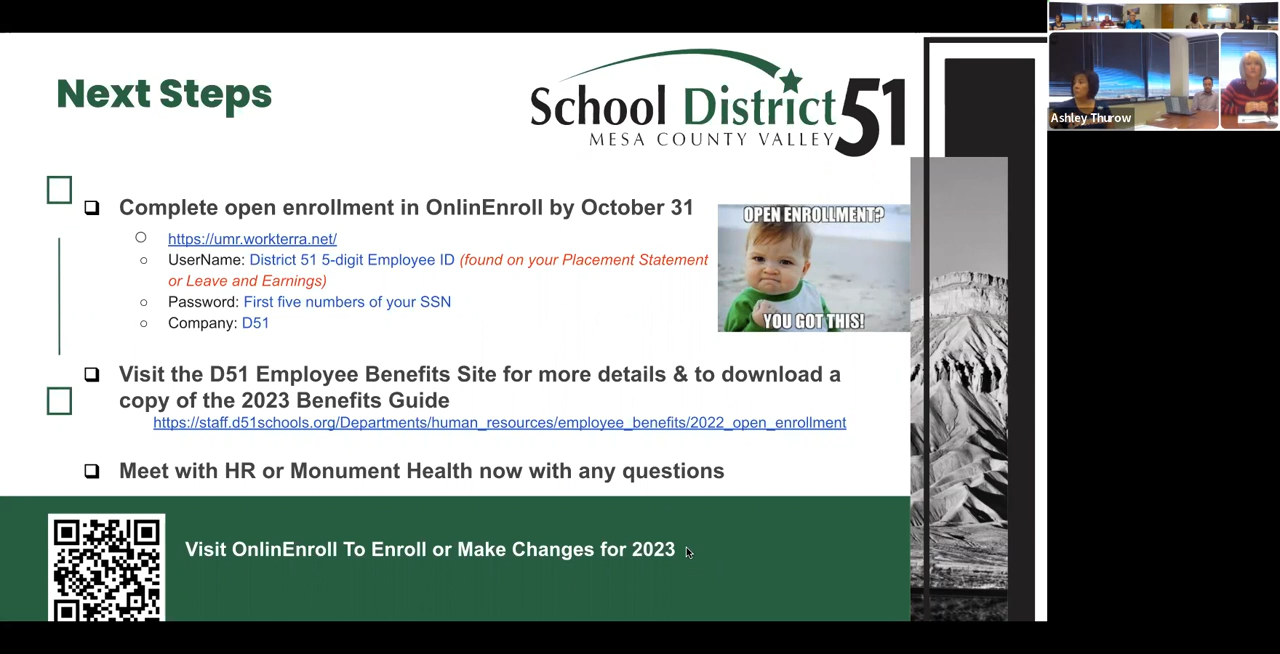 Next Steps
School District 51
MESA COUNTY VALLEY
Complete open enrollment in OnlinEnroll by October 31
https://umr.workterra.net/
UserName: District 51 5-digit Employee ID (found on your Placement Statement
or Leave and Earnings)
Password: First five numbers of your SSN
Company: D51
OPEN ENROLLMENT?
YOU GOT THIS!
Visit the D51 Employee Benefits Site for more details & to download a
copy of the 2023 Benefits Guide
https://staff.d51schools.org/Departments/human_resources/employee_benefits/2022_open_enrollment
Meet with HR or Monument Health now with any questions
Visit OnlinEnroll To Enroll or Make Changes for 2023
Ashley Thurow